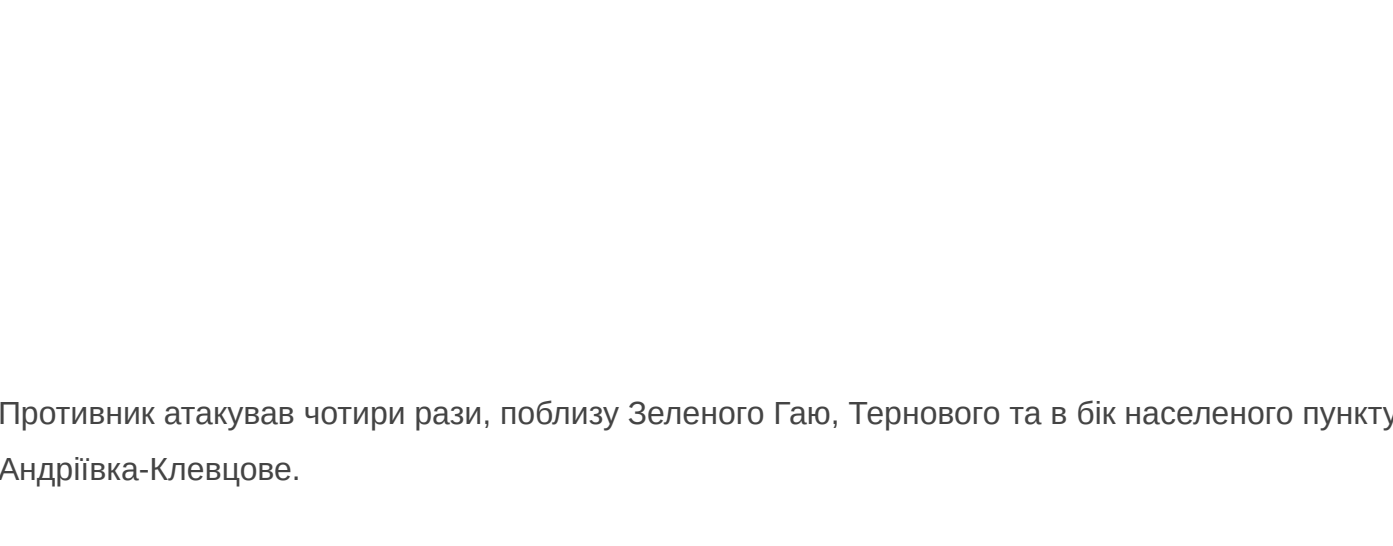 Противник атакував чотири рази, поблизу Зеленого Гаю, Тернового та в бік населеного пункту
Андріївка-Клевцове.